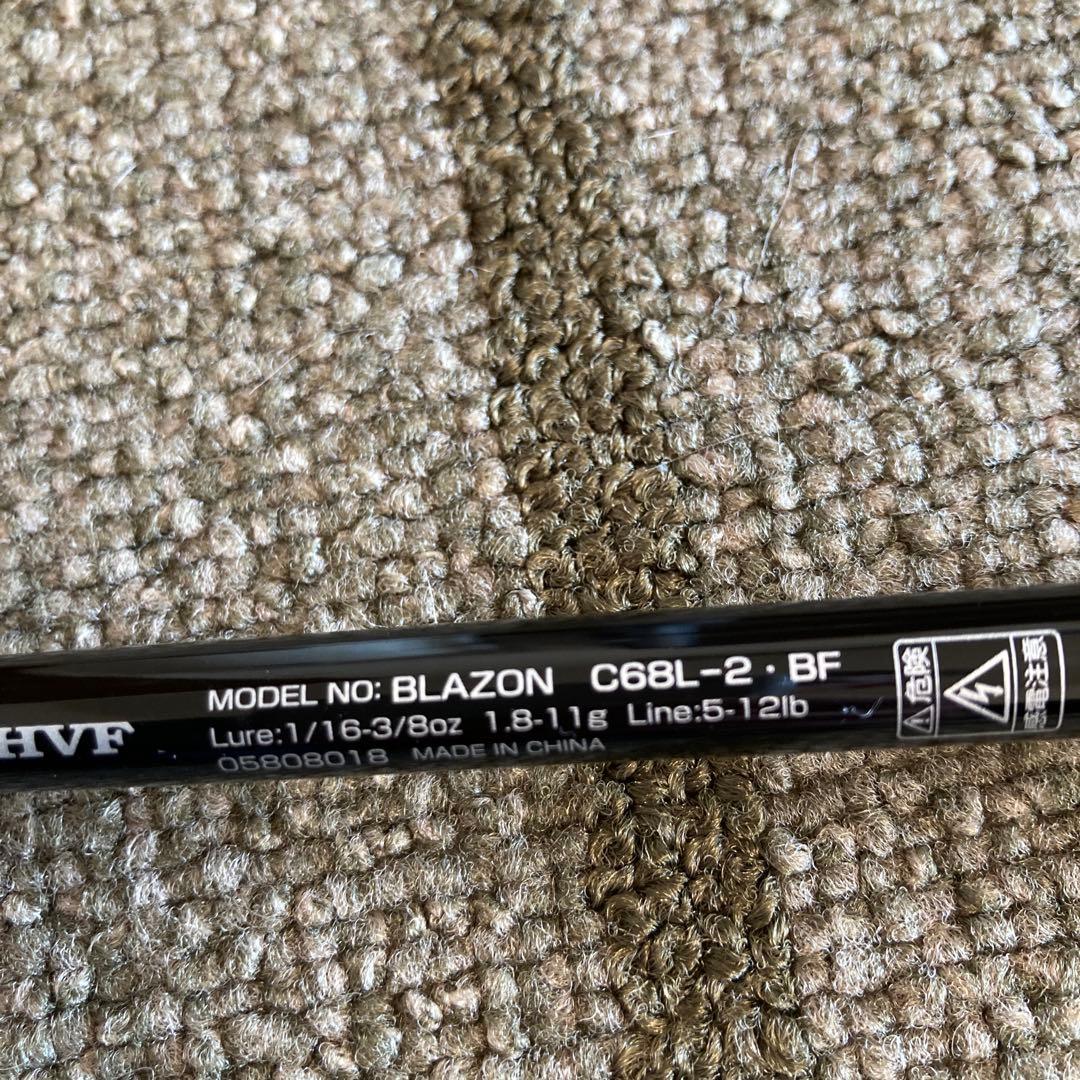 HVF
MODEL NO: BLAZON C68L-2・BF
Lure:1/16-3/8oz 1.8-11g Line:5-12lb
05808018 MADE IN CHINA
危険
感電注意